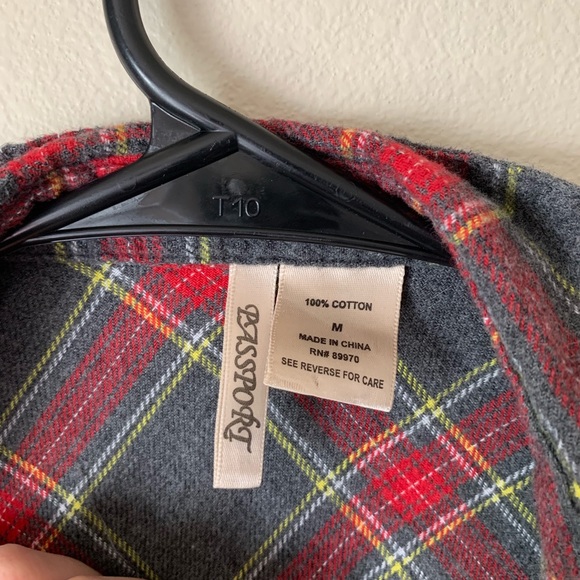 T10
PASSPORT
100% COTTON
M
MADE IN CHINA
RN# 89970
SEE REVERSE FOR CARE